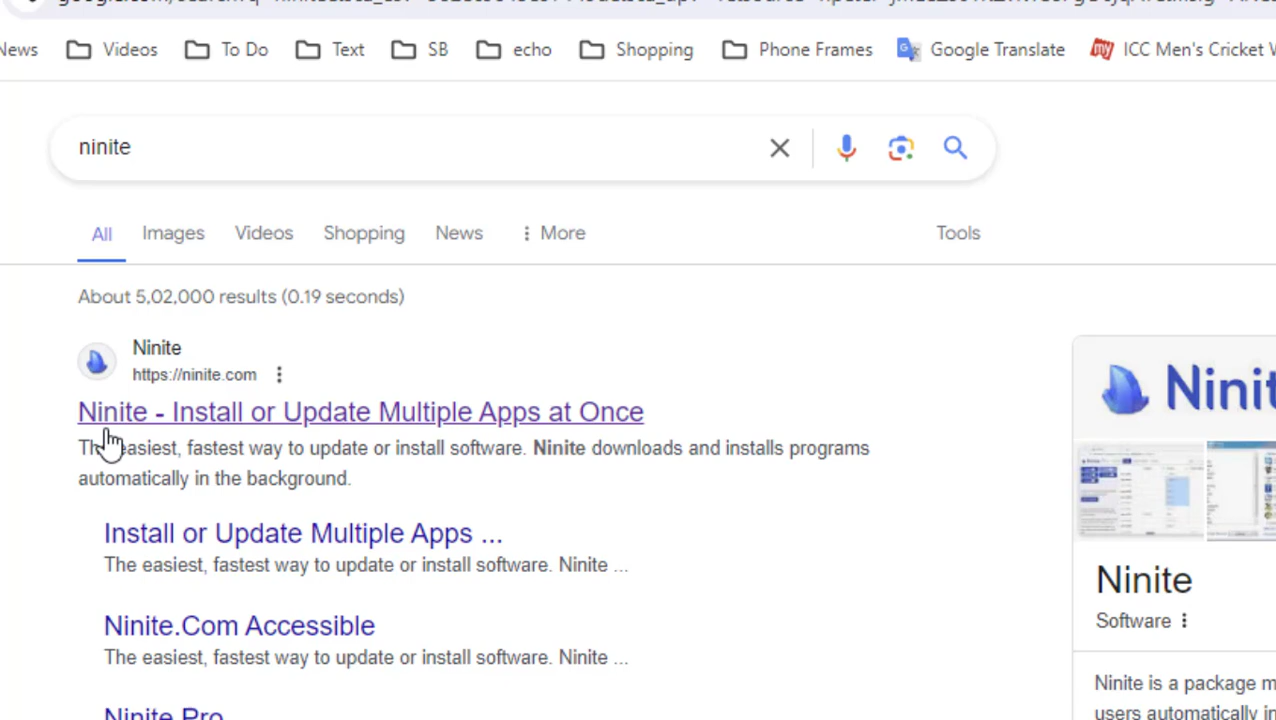 News Videos To Do Text SB echo Shopping Phone Frames Google Translate my ICC Men's Cricket W
ninite
All Images Videos Shopping News More Tools
About 5,02,000 results (0.19 seconds)
Ninite
https://ninite.com
Ninite - Install or Update Multiple Apps at Once
The easiest, fastest way to update or install software. Ninite downloads and installs programs
automatically in the background.
Install or Update Multiple Apps ...
The easiest, fastest way to update or install software. Ninite ...
Ninite.Com Accessible
The easiest, fastest way to update or install software. Ninite ...
Ninite Pro
Ninit
Ninite
Software
Ninite is a package m
users automatically in